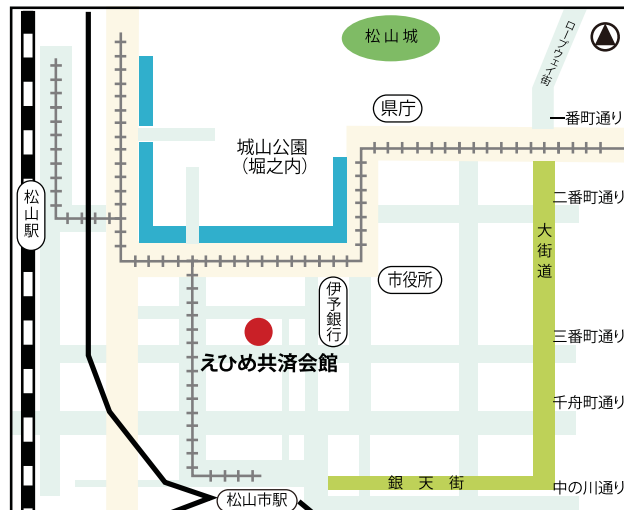 松山城
ロープウェイ街
県庁
一番町通り
城山公園
（堀之内）
松山駅
二番町通り
大街道
市役所
伊予銀行
三番町通り
えひめ共済会館
千舟町通り
銀天街
中の川通り
松山市駅